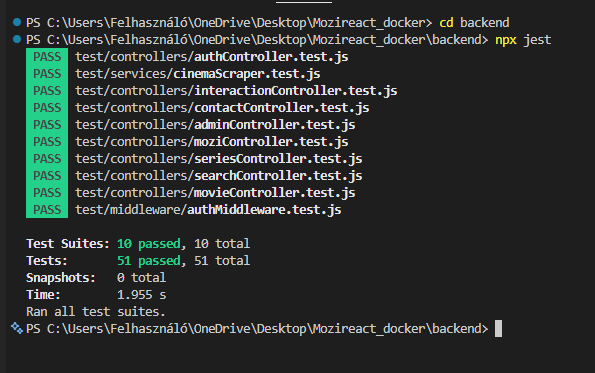 PS C:\Users\Felhasználó\OneDrive\Desktop\Mozireact_docker> cd backend
PS C:\Users\Felhasználó\OneDrive\Desktop\Mozireact_docker\backend> npx jest
PASS test/controllers/authController.test.js
PASS test/services/cinemaScraper.test.js
PASS test/controllers/interactionController.test.js
PASS test/controllers/contactController.test.js
PASS test/controllers/adminController.test.js
PASS test/controllers/moziController.test.js
PASS test/controllers/seriesController.test.js
PASS test/controllers/searchController.test.js
PASS test/controllers/movieController.test.js
PASS test/middleware/authMiddleware.test.js
Test Suites: 10 passed, 10 total
Tests: 51 passed, 51 total
Snapshots: 0 total
Time: 1.955 s
Ran all test suites.
PS C:\Users\Felhasználó\OneDrive\Desktop\Mozireact_docker\backend>